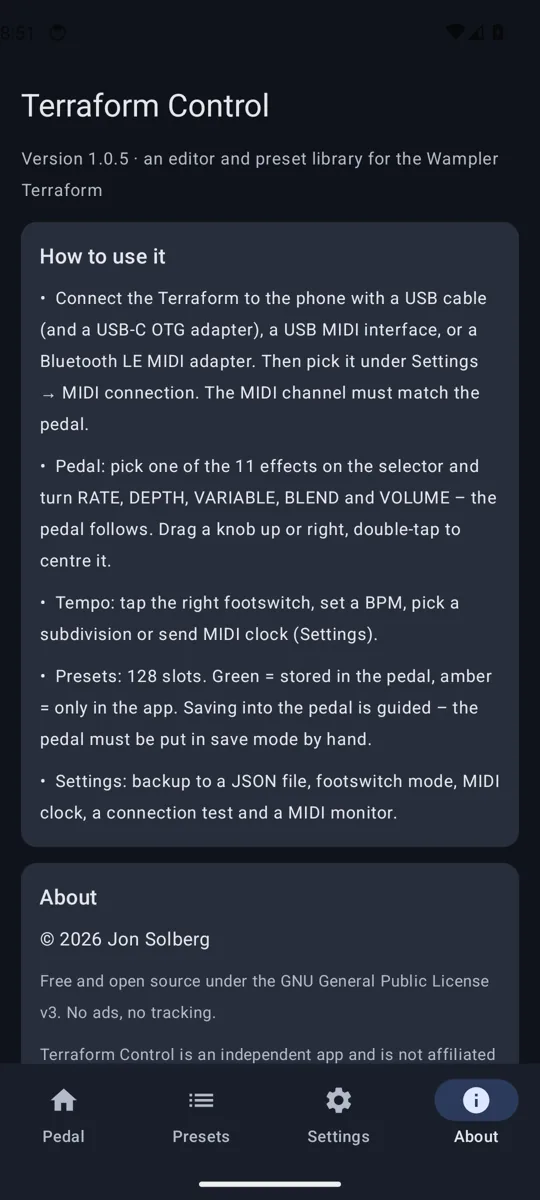 8:51
Terraform Control
Version 1.0.5 · an editor and preset library for the Wampler
Terraform
How to use it
• Connect the Terraform to the phone with a USB cable
(and a USB-C OTG adapter), a USB MIDI interface, or a
Bluetooth LE MIDI adapter. Then pick it under Settings
→ MIDI connection. The MIDI channel must match the
pedal.
• Pedal: pick one of the 11 effects on the selector and
turn RATE, DEPTH, VARIABLE, BLEND and VOLUME – the
pedal follows. Drag a knob up or right, double-tap to
centre it.
• Tempo: tap the right footswitch, set a BPM, pick a
subdivision or send MIDI clock (Settings).
• Presets: 128 slots. Green = stored in the pedal, amber
= only in the app. Saving into the pedal is guided – the
pedal must be put in save mode by hand.
• Settings: backup to a JSON file, footswitch mode, MIDI
clock, a connection test and a MIDI monitor.
About
© 2026 Jon Solberg
Free and open source under the GNU General Public License
v3. No ads, no tracking.
Terraform Control is an independent app and is not affiliated
Pedal
Presets
Settings
About